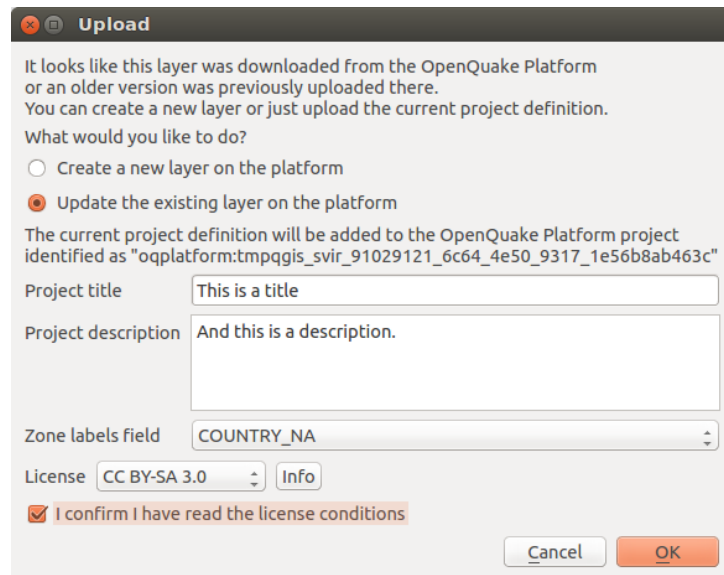 Upload
It looks like this layer was downloaded from the OpenQuake Platform
or an older version was previously uploaded there.
You can create a new layer or just upload the current project definition.
What would you like to do?
Create a new layer on the platform
Update the existing layer on the platform
The current project definition will be added to the OpenQuake Platform project
identified as "oqplatform:tmpqgis_svir_91029121_6c64_4e50_9317_1e56b8ab463c"
Project title This is a title
Project description And this is a description.
Zone labels field COUNTRY_NA
License CC BY-SA 3.0 Info
I confirm I have read the license conditions
Cancel OK